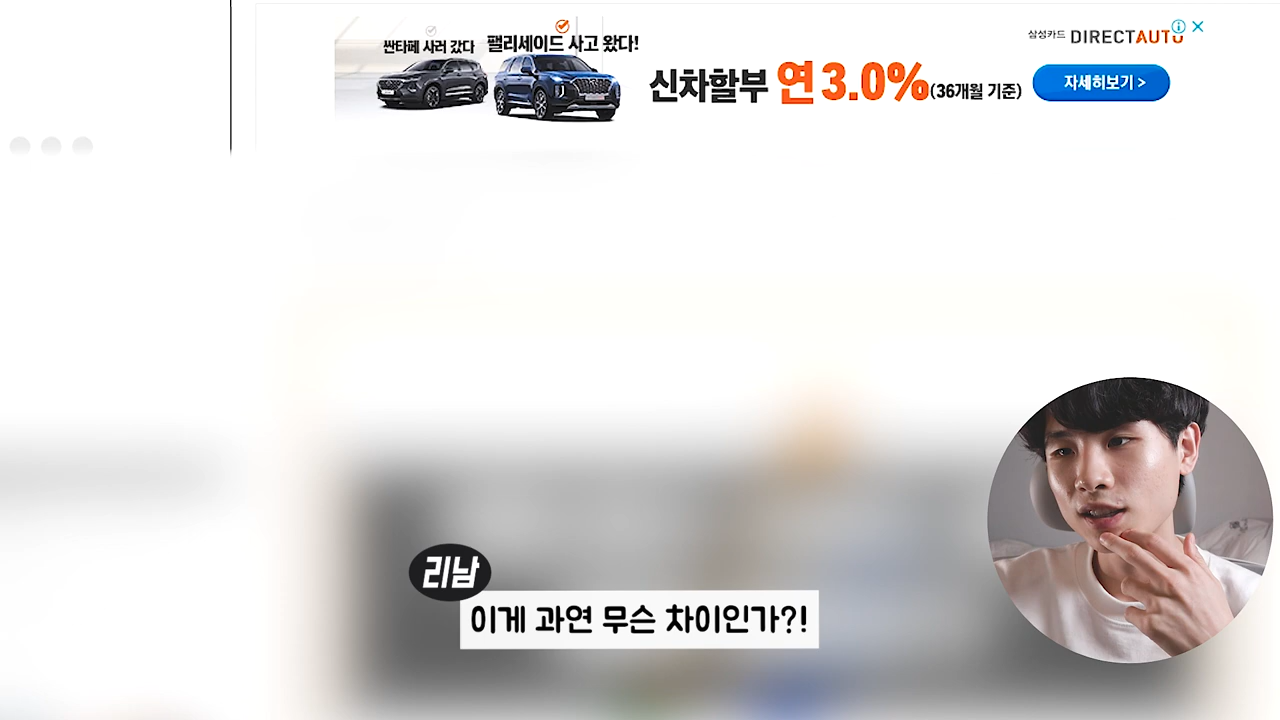 싼타페 사러 갔다
팰리세이드 사고 왔다!
신차할부 연 3.0% (36개월 기준)
삼성카드 DIRECTAUTO
자세히보기 >
리남
이게 과연 무슨 차이인가?!